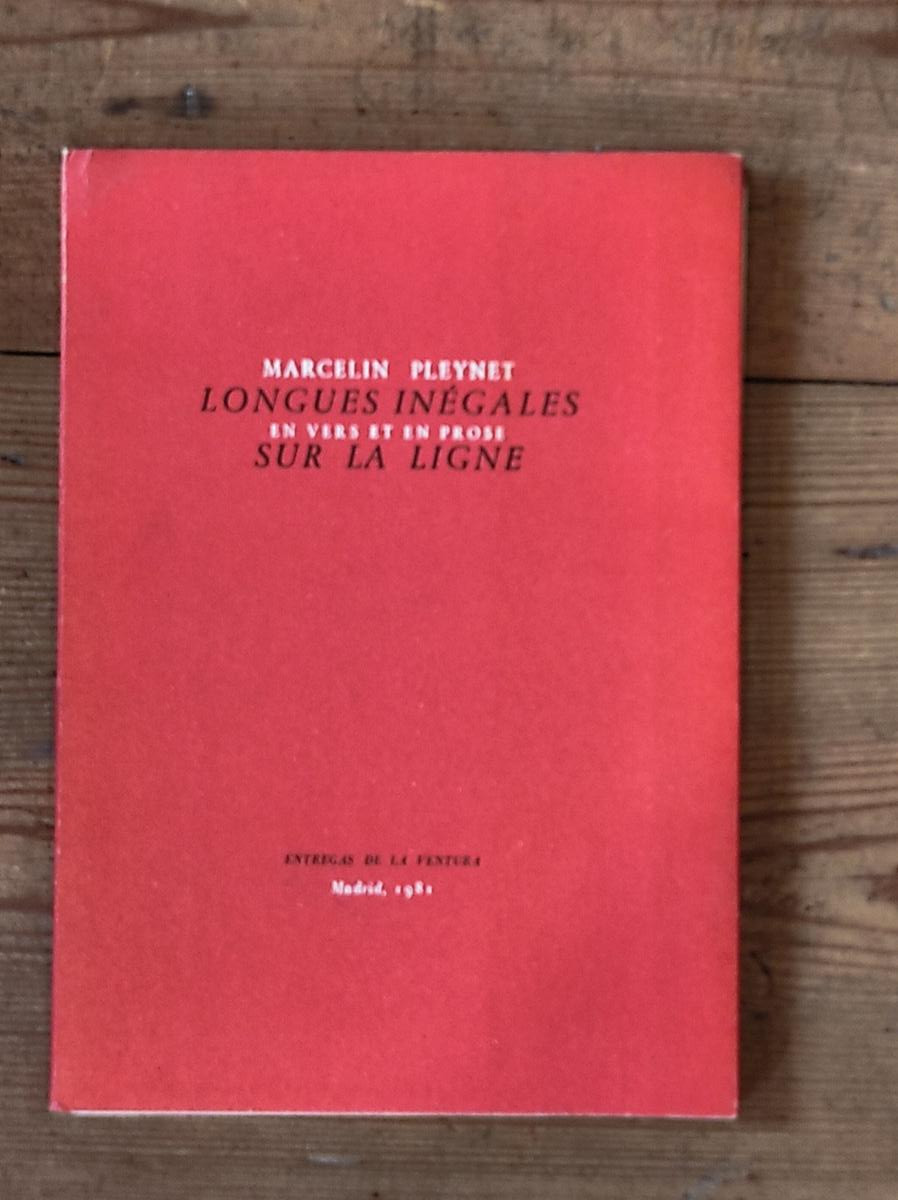 MARCELIN PLEYNET
LONGUES INÉGALES
EN VERS ET EN PROSE
SUR LA LIGNE
ENTREGAS DE LA VENTURA
Madrid, 1981